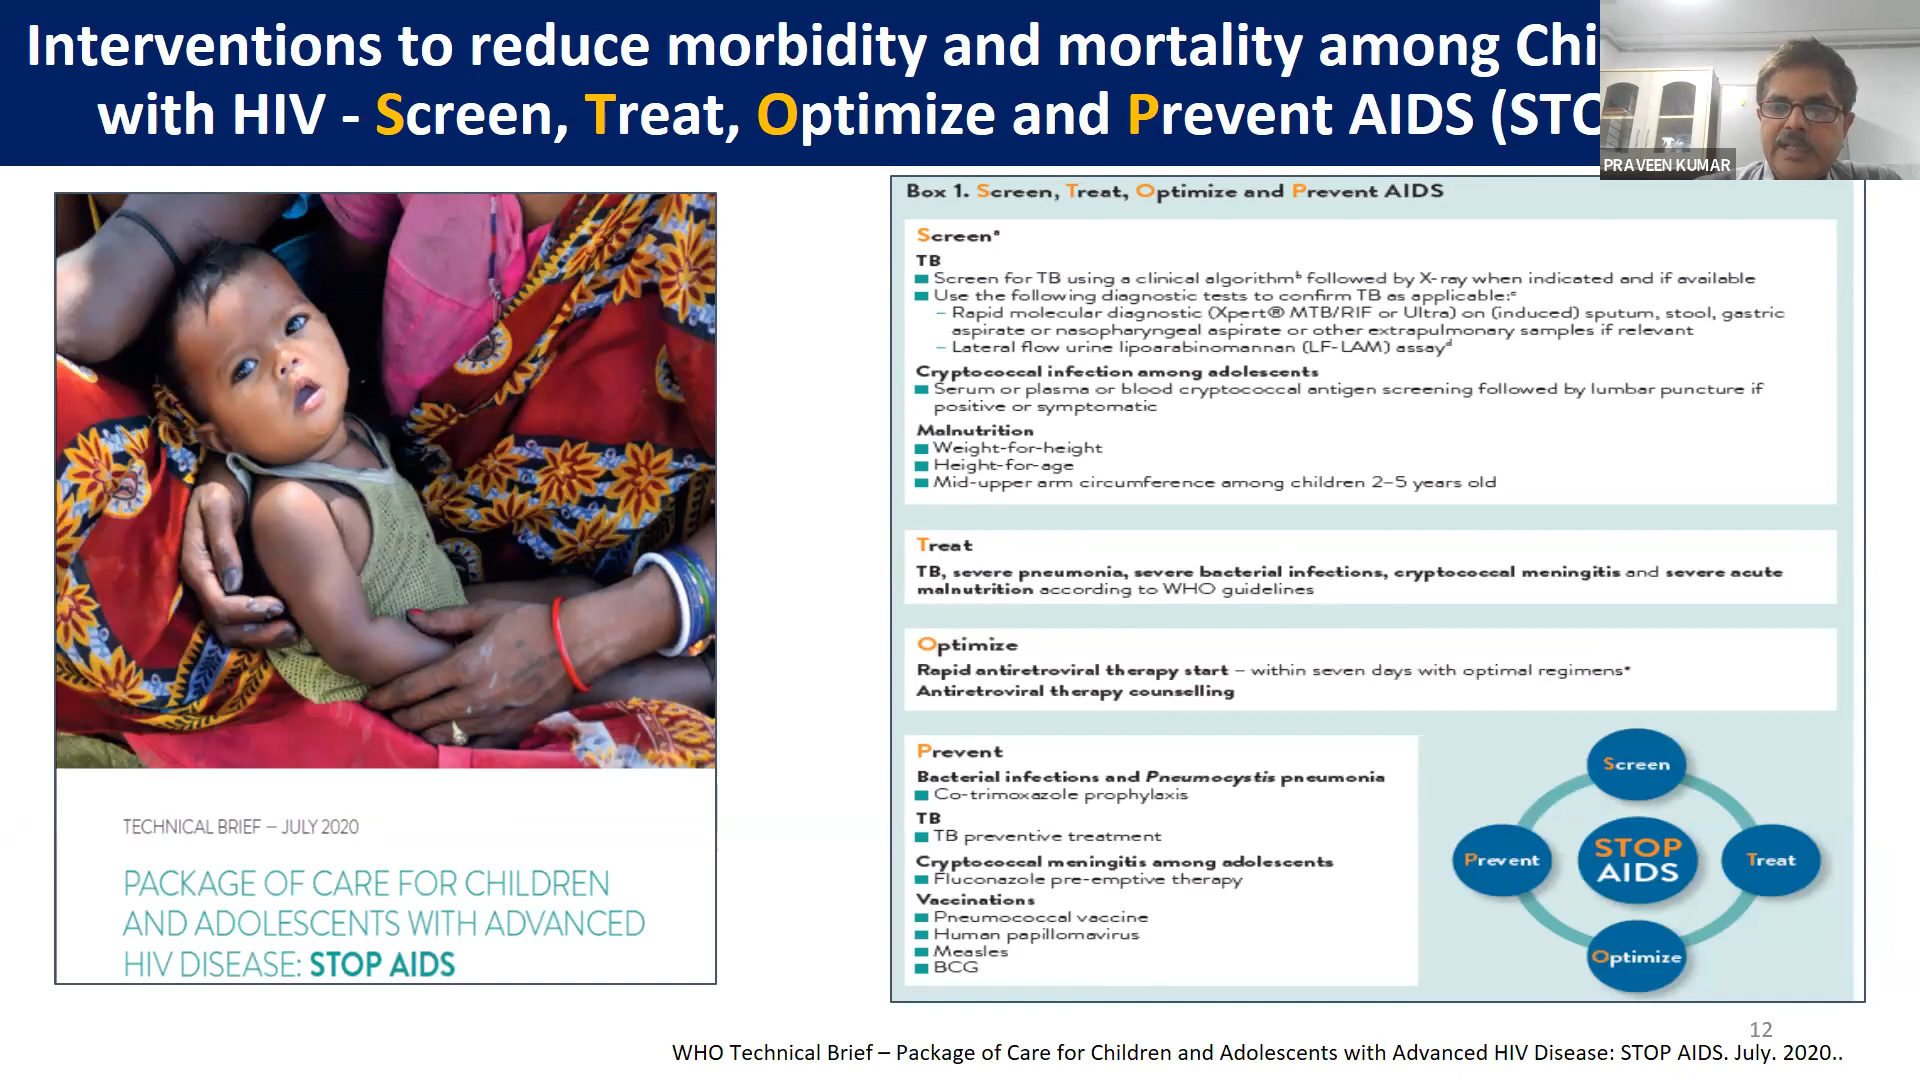 Interventions to reduce morbidity and mortality among Chi
with HIV - Screen, Treat, Optimize and Prevent AIDS (STO
PRAVEEN KUMAR
TECHNICAL BRIEF – JULY 2020
PACKAGE OF CARE FOR CHILDREN
AND ADOLESCENTS WITH ADVANCED
HIV DISEASE: STOP AIDS
Box 1. Screen, Treat, Optimize and Prevent AIDS
Screenᵃ
TB
Screen for TB using a clinical algorithmᵇ followed by X-ray when indicated and if available
Use the following diagnostic tests to confirm TB as applicable:ᶜ
– Rapid molecular diagnostic (Xpert® MTB/RIF or Ultra) on (induced) sputum, stool, gastric
aspirate or nasopharyngeal aspirate or other extrapulmonary samples if relevant
– Lateral flow urine lipoarabinomannan (LF-LAM) assayᵈ
Cryptococcal infection among adolescents
Serum or plasma or blood cryptococcal antigen screening followed by lumbar puncture if
positive or symptomatic
Malnutrition
Weight-for-height
Height-for-age
Mid-upper arm circumference among children 2–5 years old
Treat
TB, severe pneumonia, severe bacterial infections, cryptococcal meningitis and severe acute
malnutrition according to WHO guidelines
Optimize
Rapid antiretroviral therapy start – within seven days with optimal regimens
Antiretroviral therapy counselling
Prevent
Bacterial infections and Pneumocystis pneumonia
Co-trimoxazole prophylaxis
TB
TB preventive treatment
Cryptococcal meningitis among adolescents
Fluconazole pre-emptive therapy
Vaccinations
Pneumococcal vaccine
Human papillomavirus
Measles
BCG
Screen
Prevent
STOP
AIDS
Treat
Optimize
12
WHO Technical Brief – Package of Care for Children and Adolescents with Advanced HIV Disease: STOP AIDS. July. 2020..